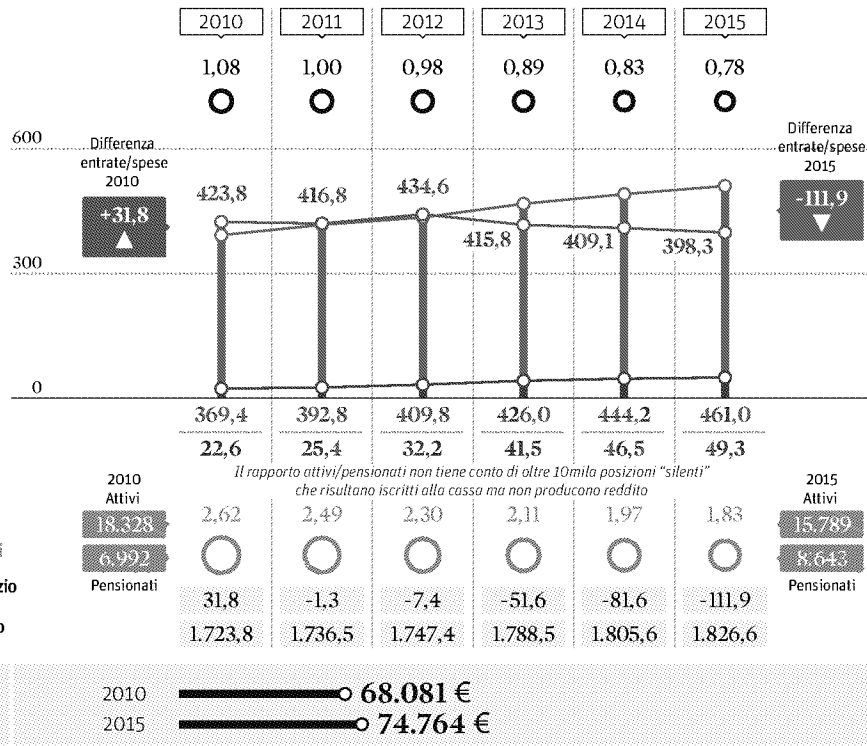 2010 2011 2012 2013 2014 2015
1,08 1,00 0,98 0,89 0,83 0,78
Differenza
entrate/spese
2010
+31,8
Differenza
entrate/spese
2015
-111,9
600
423,8 416,8 434,6
415,8 409,1 398,3
300
0
369,4 392,8 409,8 426,0 444,2 461,0
22,6 25,4 32,2 41,5 46,5 49,3
Il rapporto attivi/pensionati non tiene conto di oltre 10mila posizioni "silenti"
che risultano iscritti alla cassa ma non producono reddito
2010
Attivi
18.328
6.992
Pensionati
2,62 2,49 2,30 2,11 1,97 1,83
2015
Attivi
15.789
8.643
Pensionati
zio
31,8 -1,3 -7,4 -51,6 -81,6 -111,9
o
1.723,8 1.736,5 1.747,4 1.788,5 1.805,6 1.826,6
2010 68.081 €
2015 74.764 €